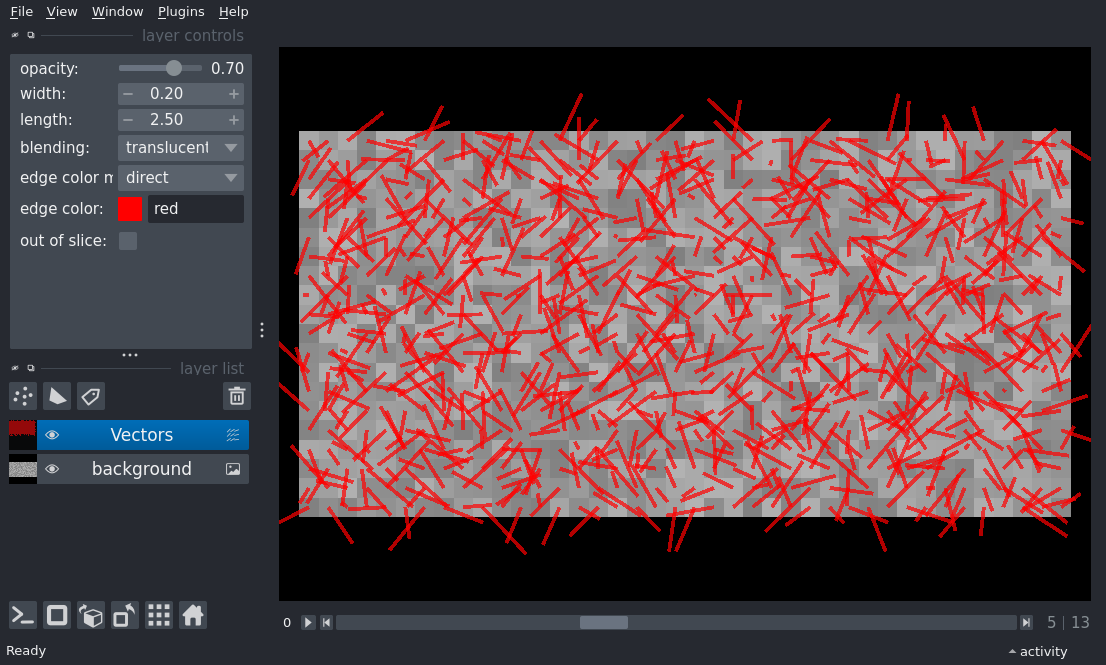 File View Window Plugins Help
layer controls
opacity: 0.70
width: 0.20
length: 2.50
blending: translucent
edge color m direct
edge color: red
out of slice:
layer list
Vectors
background
0 5 | 13
Ready activity